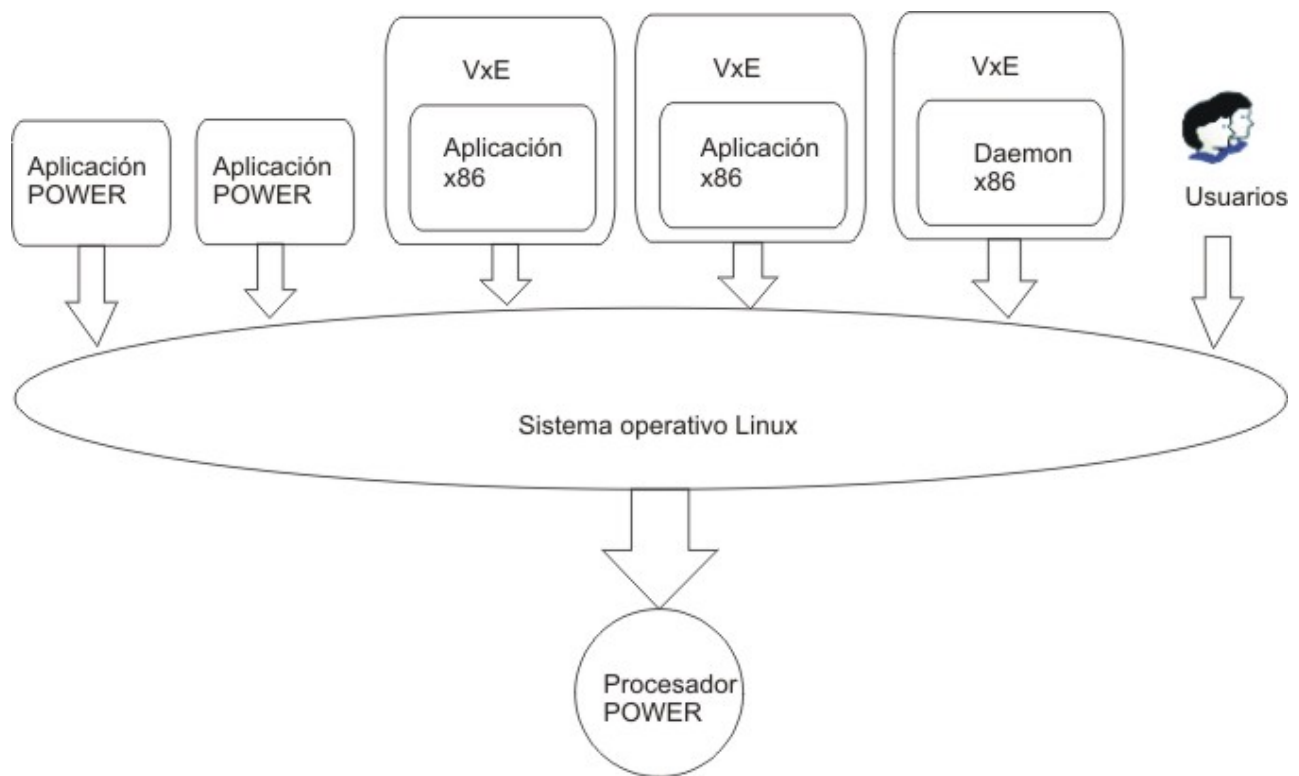 VxE
VxE
VxE
Aplicación
POWER
Aplicación
POWER
Aplicación
x86
Aplicación
x86
Daemon
x86
Usuarios
Sistema operativo Linux
Procesador
POWER